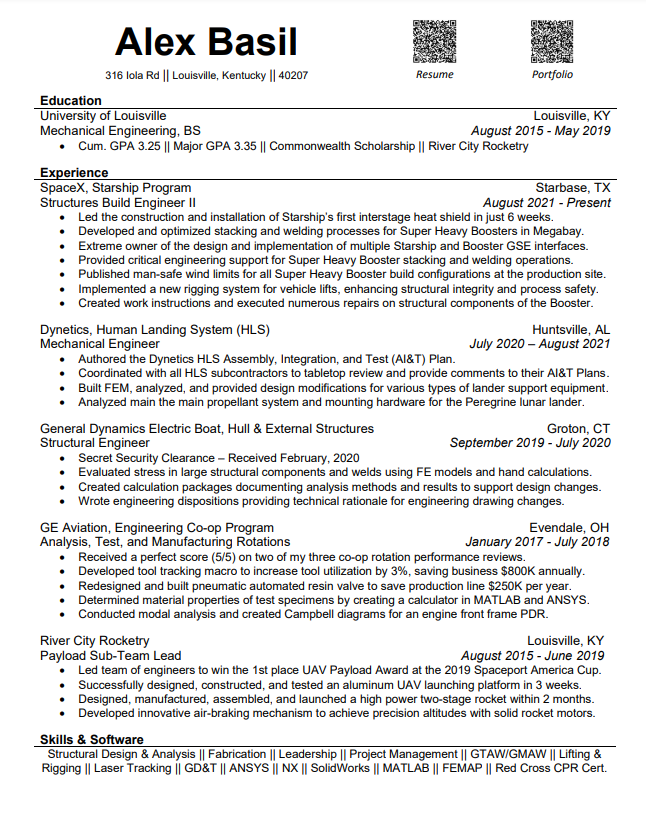 Alex Basil
316 Iola Rd || Louisville, Kentucky || 40207
Resume
Portfolio
Education
University of Louisville Louisville, KY
Mechanical Engineering, BS August 2015 - May 2019
• Cum. GPA 3.25 || Major GPA 3.35 || Commonwealth Scholarship || River City Rocketry
Experience
SpaceX, Starship Program Starbase, TX
Structures Build Engineer II August 2021 - Present
• Led the construction and installation of Starship's first interstage heat shield in just 6 weeks.
• Developed and optimized stacking and welding processes for Super Heavy Boosters in Megabay.
• Extreme owner of the design and implementation of multiple Starship and Booster GSE interfaces.
• Provided critical engineering support for Super Heavy Booster stacking and welding operations.
• Published man-safe wind limits for all Super Heavy Booster build configurations at the production site.
• Implemented a new rigging system for vehicle lifts, enhancing structural integrity and process safety.
• Created work instructions and executed numerous repairs on structural components of the Booster.
Dynetics, Human Landing System (HLS) Huntsville, AL
Mechanical Engineer July 2020 – August 2021
• Authored the Dynetics HLS Assembly, Integration, and Test (AI&T) Plan.
• Coordinated with all HLS subcontractors to tabletop review and provide comments to their AI&T Plans.
• Built FEM, analyzed, and provided design modifications for various types of lander support equipment.
• Analyzed main the main propellant system and mounting hardware for the Peregrine lunar lander.
General Dynamics Electric Boat, Hull & External Structures Groton, CT
Structural Engineer September 2019 - July 2020
• Secret Security Clearance – Received February, 2020
• Evaluated stress in large structural components and welds using FE models and hand calculations.
• Created calculation packages documenting analysis methods and results to support design changes.
• Wrote engineering dispositions providing technical rationale for engineering drawing changes.
GE Aviation, Engineering Co-op Program Evendale, OH
Analysis, Test, and Manufacturing Rotations January 2017 - July 2018
• Received a perfect score (5/5) on two of my three co-op rotation performance reviews.
• Developed tool tracking macro to increase tool utilization by 3%, saving business $800K annually.
• Redesigned and built pneumatic automated resin valve to save production line $250K per year.
• Determined material properties of test specimens by creating a calculator in MATLAB and ANSYS.
• Conducted modal analysis and created Campbell diagrams for an engine front frame PDR.
River City Rocketry Louisville, KY
Payload Sub-Team Lead August 2015 - June 2019
• Led team of engineers to win the 1st place UAV Payload Award at the 2019 Spaceport America Cup.
• Successfully designed, constructed, and tested an aluminum UAV launching platform in 3 weeks.
• Designed, manufactured, assembled, and launched a high power two-stage rocket within 2 months.
• Developed innovative air-braking mechanism to achieve precision altitudes with solid rocket motors.
Skills & Software
Structural Design & Analysis || Fabrication || Leadership || Project Management || GTAW/GMAW || Lifting &
Rigging || Laser Tracking || GD&T || ANSYS || NX || SolidWorks || MATLAB || FEMAP || Red Cross CPR Cert.